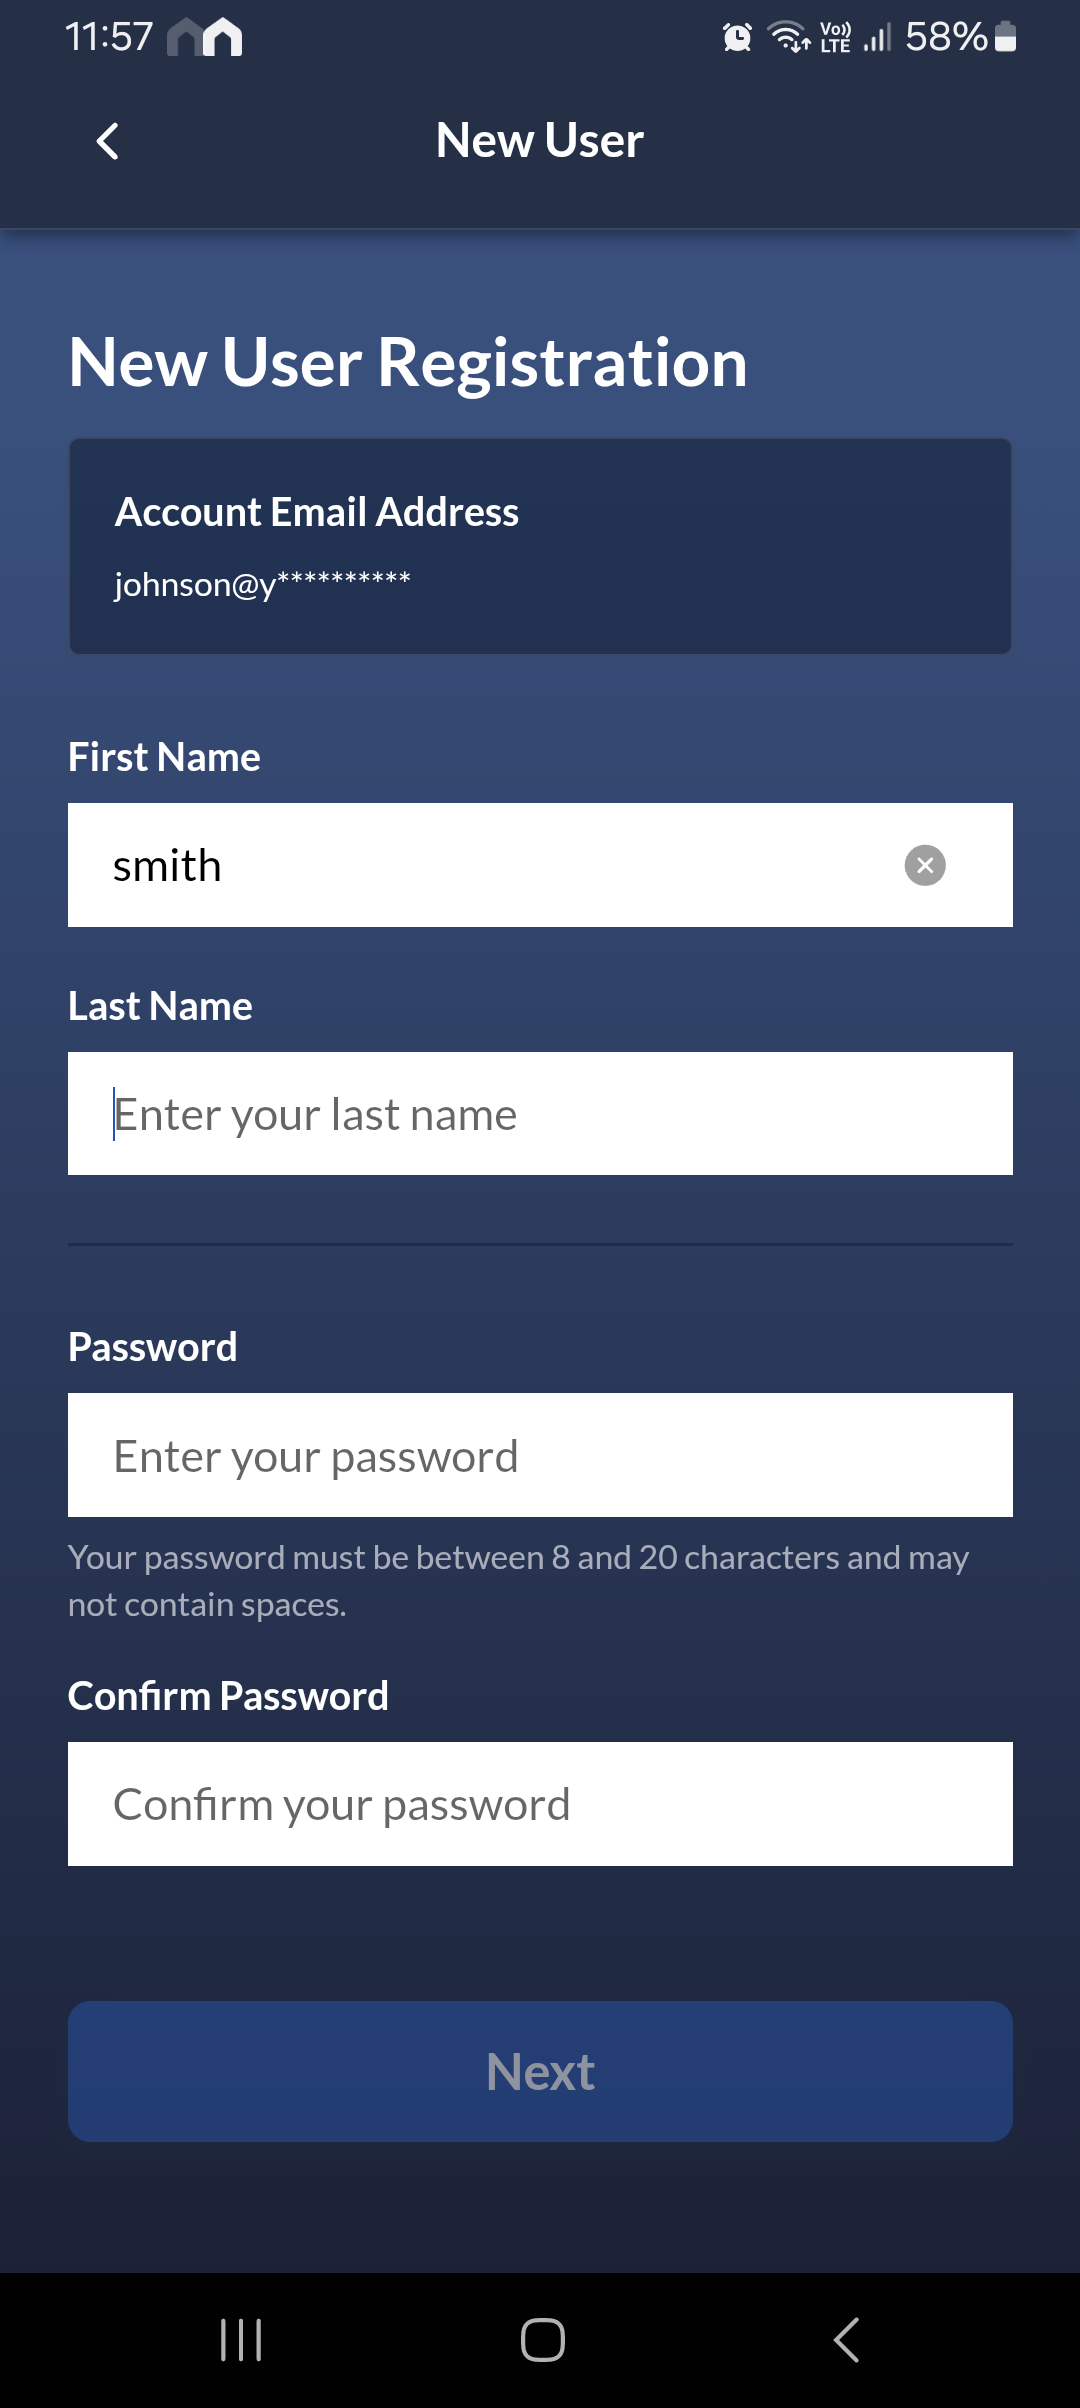 11:57
Vo)) LTE
58%
New User
New User Registration
Account Email Address
johnson@y**********
First Name
smith
Last Name
Enter your last name
Password
Enter your password
Your password must be between 8 and 20 characters and may
not contain spaces.
Confirm Password
Confirm your password
Next